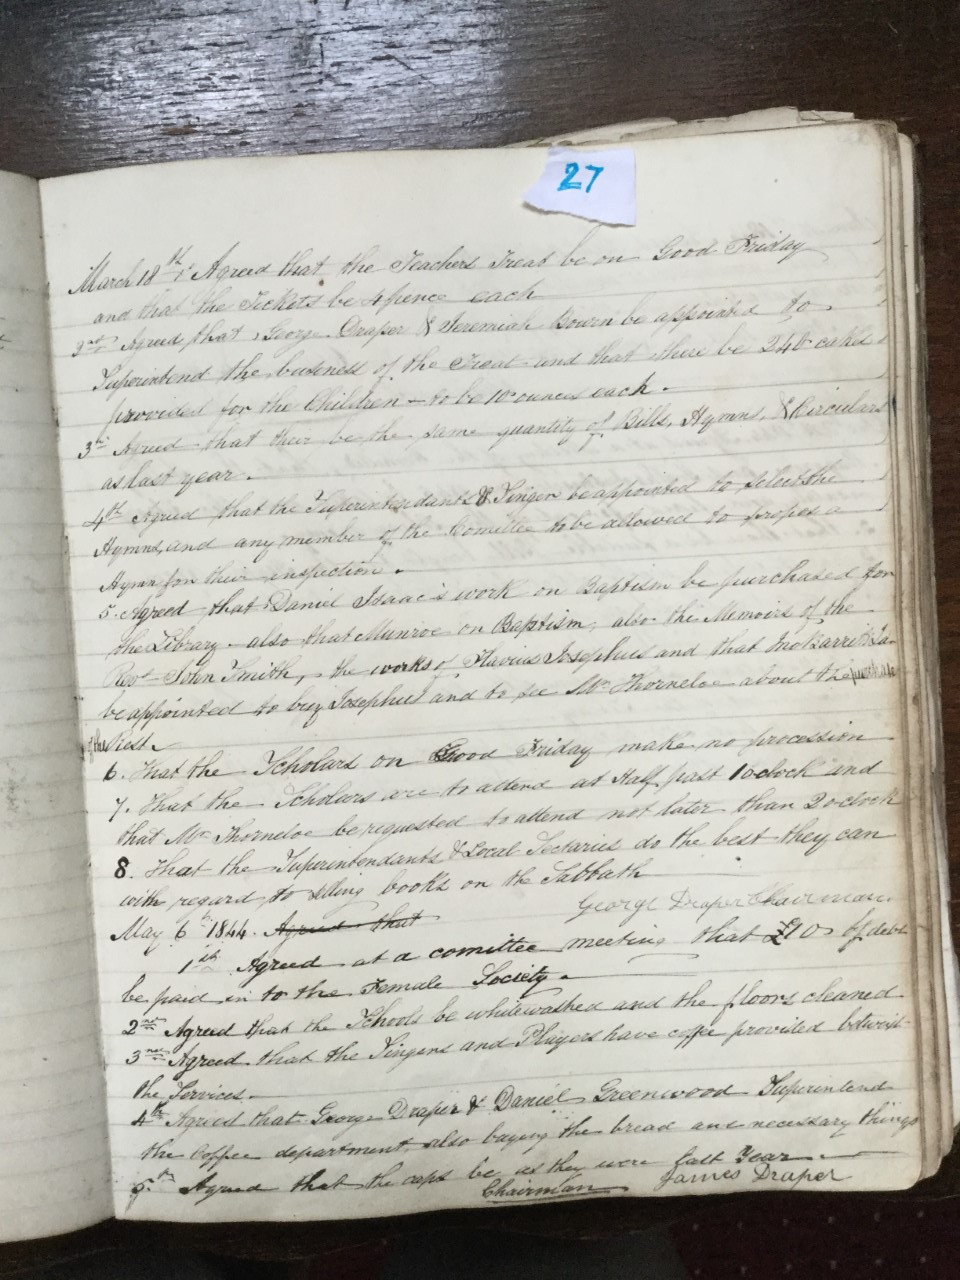 27
March 18th Agreed that the Teachers Treat be on Good Friday
and that the Tickets be 4 pence each
2nd Agreed that George Draper & Jeremiah Bown be appointed to
Superintend the business of the Treat and that there be 240 cakes
provided for the Children - to be 10 ounces each.
3rd Agreed that their be the same quantity of Bills, Hymns, & Circulars
as last year.
4th Agreed that the Superintendants & Singers be appointed to select the
Hymns, and any member of the Comittee to be allowed to propose a
Hymn for their inspection.
5. Agreed that Daniel Isaac's work on Baptism be purchased for
the Library - also that Munroe on Baptism, also the Memoirs of the
Revd John Smith, the works of Flavius Josephus and that Jno Barrett
be appointed to buy Josephus and to see Mr Thorneloe about the purchase
of the Rest.
6. That the Scholars on Good Friday make no procession
7. That the Scholars are to attend at Half past 1 oclock and
that Mr Thorneloe be requested to attend not later than 2 oclock
8. That the Superintendants & Local do the best they can
with regard to selling books on the Sabbath
George Draper Chairman.
May 6th 1844. Agreed that
1st Agreed at a comittee meeting that £10 of debt
be paid in to the Female Society.
2nd Agreed that the Schools be whitewashed and the floors cleaned
3rd Agreed that the Singers and Players have coffe provided betwixt
the Services.
4th Agreed that George Draper & Daniel Greenwood Superintend
the Coffee department, also buying the bread and necessary things
5th Agreed that the caps be as they were last Year.
Chairman James Draper